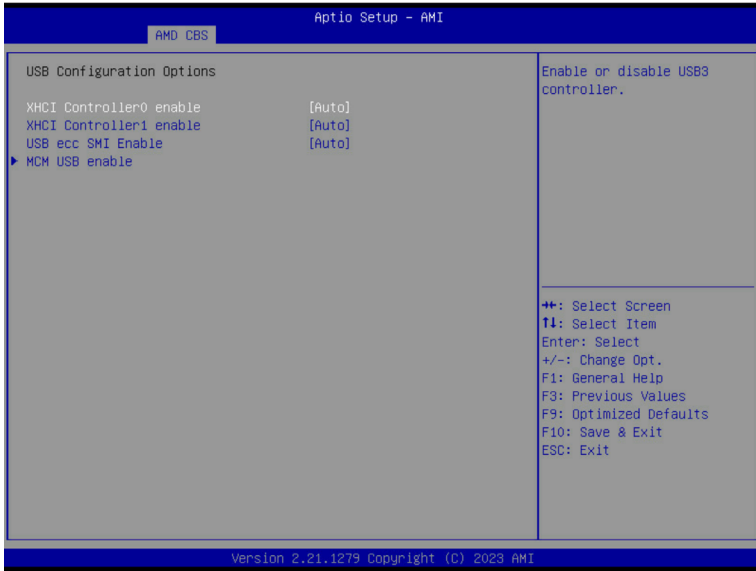 Aptio Setup - AMI
AMD CBS
USB Configuration Options
XHCI Controller0 enable [Auto]
XHCI Controller1 enable [Auto]
USB ecc SMI Enable [Auto]
MCM USB enable
Enable or disable USB3
controller.
: Select Screen
↑↓: Select Item
Enter: Select
+/-: Change Opt.
F1: General Help
F3: Previous Values
F9: Optimized Defaults
F10: Save & Exit
ESC: Exit
Version 2.21.1279 Copyright (C) 2023 AMI